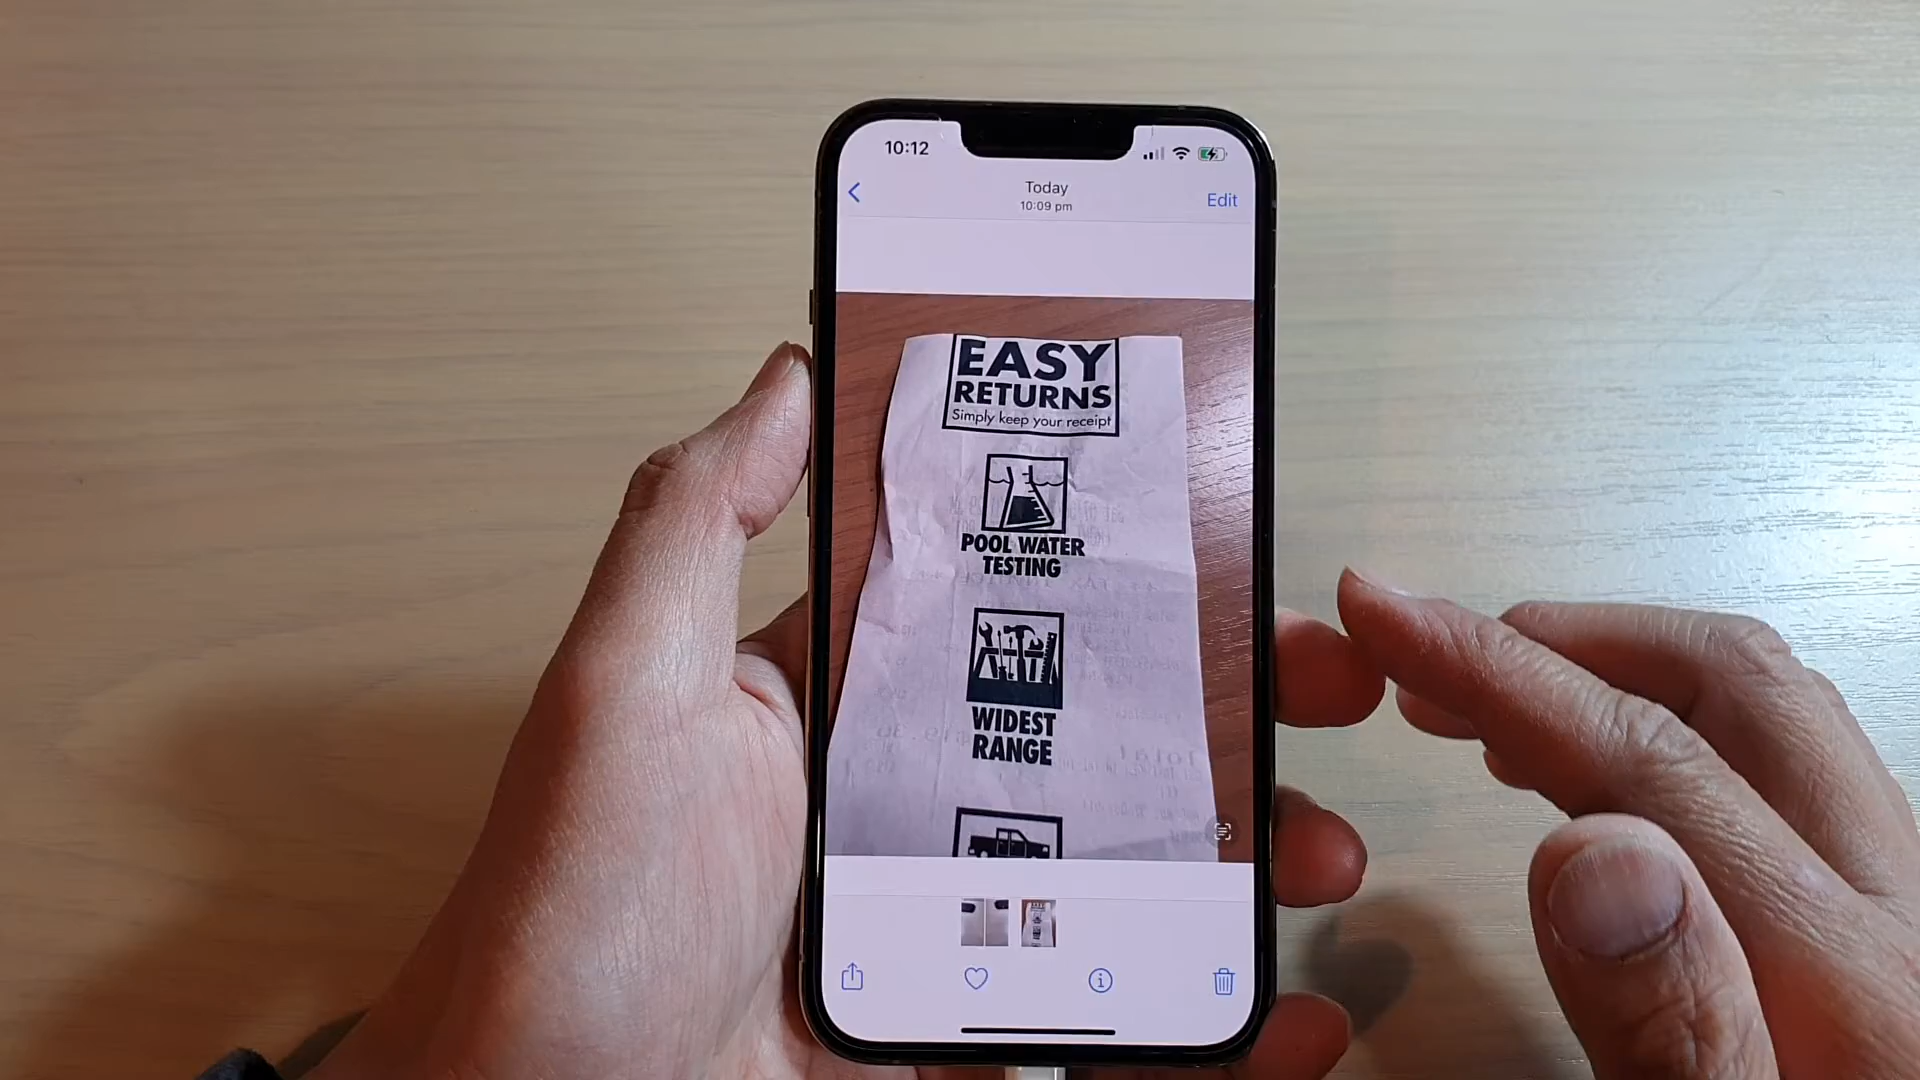 10:12
Today
10:09 pm
Edit
EASY
RETURNS
Simply keep your receipt
POOL WATER
TESTING
WIDEST
RANGE